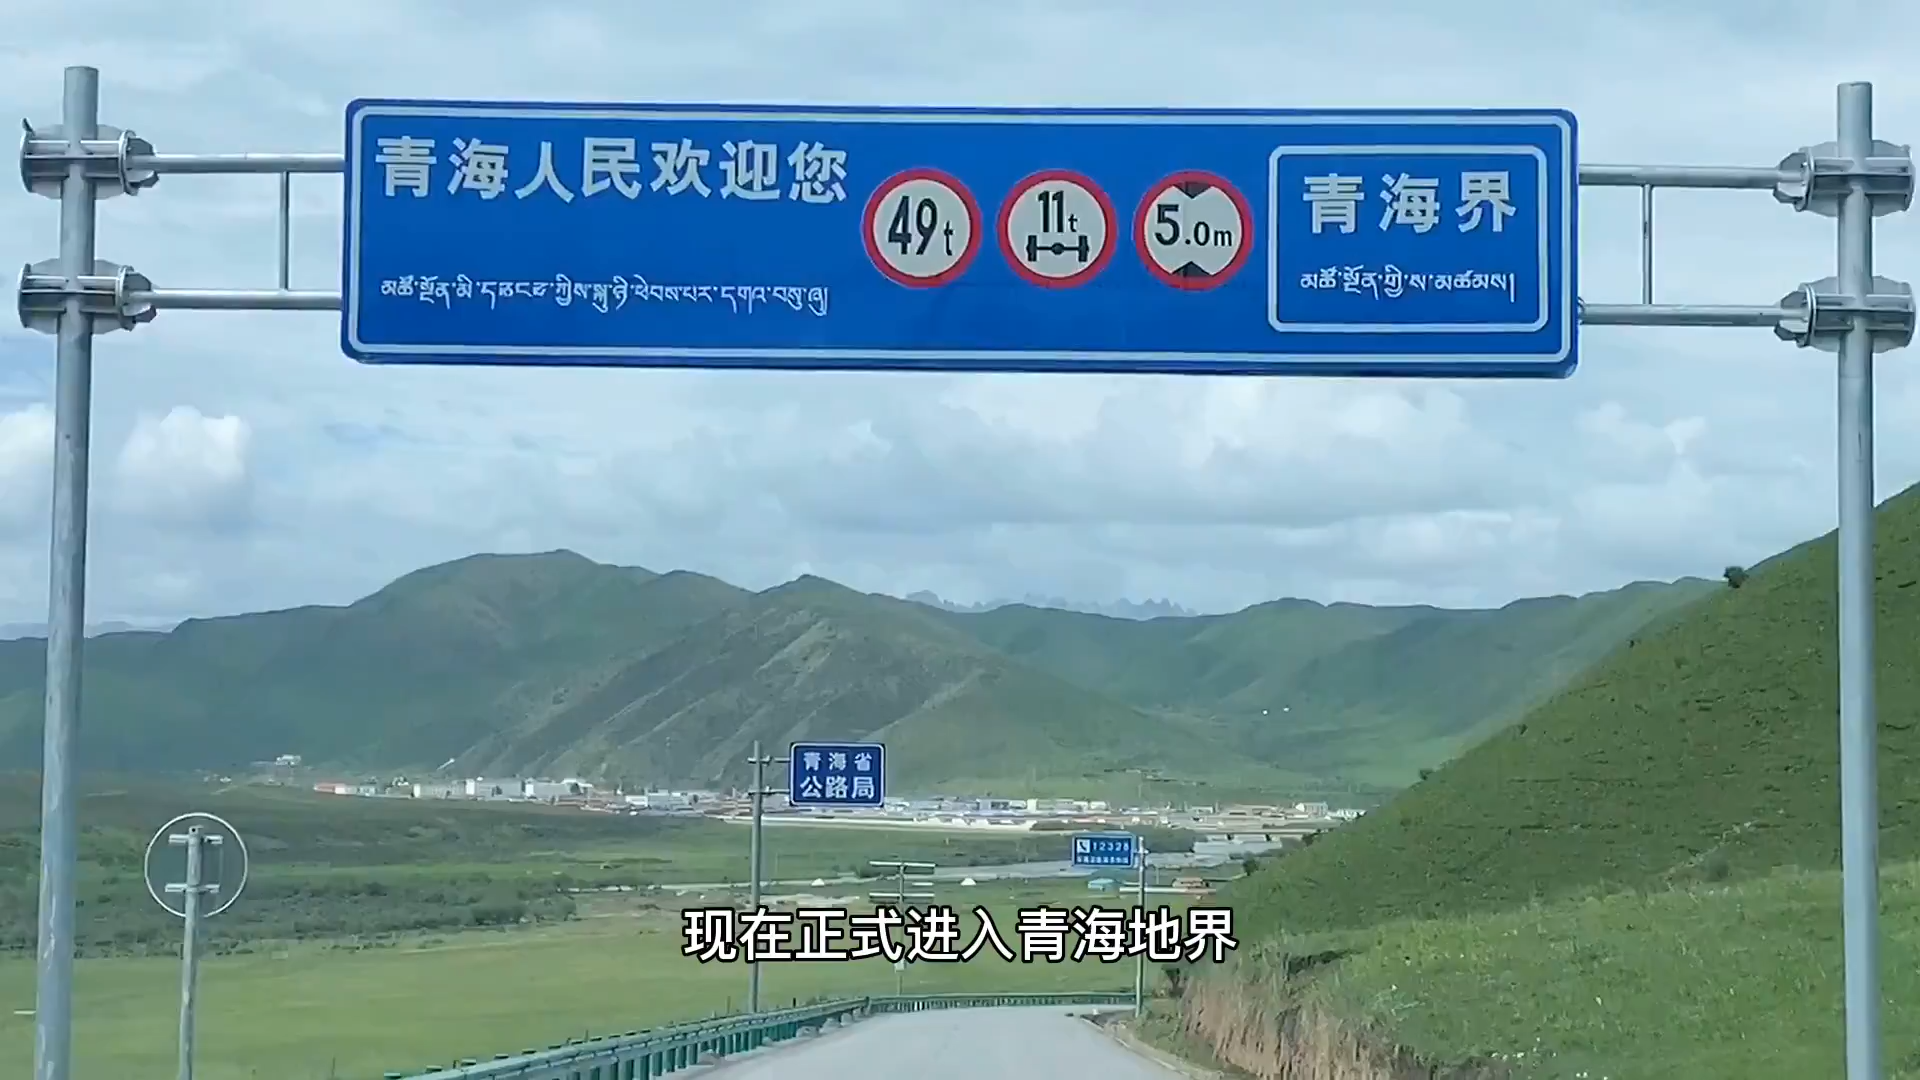 青海人民欢迎您
49t
11t
5.0m
青海界
མཚོ་སྔོན་གྱི་ས་མཚམས།
青海省
公路局
12328
现在正式进入青海地界